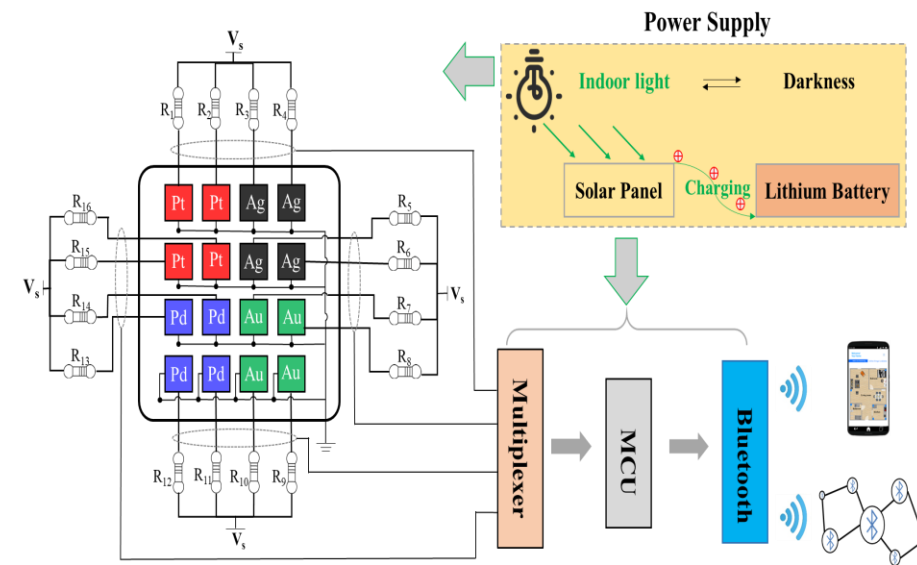 Power Supply
Indoor light
Darkness
Solar Panel
Charging
Lithium Battery
Vs
R1
R2
R3
R4
Pt
Pt
Ag
Ag
R16
R5
Pt
Pt
Ag
Ag
R15
R6
Vs
Vs
R14
R7
Pd
Pd
Au
Au
R13
R8
Pd
Pd
Au
Au
R12
R11
R10
R9
Vs
Multiplexer
MCU
Bluetooth